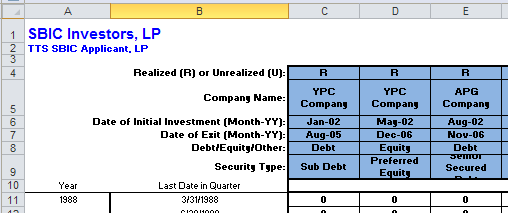 A B C D E
1 SBIC Investors, LP
2 TTS SBIC Applicant, LP
3
4 Realized (R) or Unrealized (U): R R R
5 Company Name: YPC Company YPC Company APG Company
6 Date of Initial Investment (Month-YY): Jan-02 May-02 Aug-02
7 Date of Exit (Month-YY): Aug-05 Dec-06 Nov-06
8 Debt/Equity/Other: Debt Equity Debt
9 Security Type: Sub Debt Preferred Equity Senior Secured
10 Year Last Date in Quarter
11 1988 3/31/1988 0 0 0